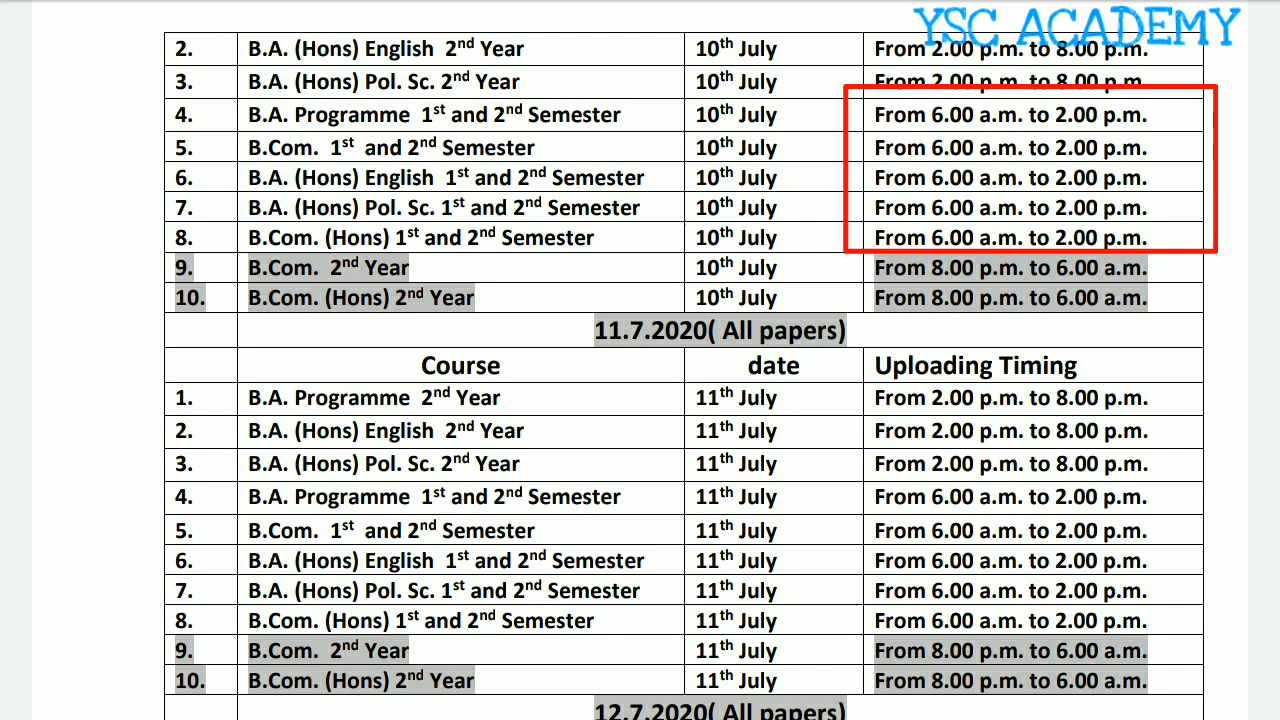 YSC ACADEMY
2. B.A. (Hons) English 2nd Year 10th July From 2.00 p.m. to 8.00 p.m.
3. B.A. (Hons) Pol. Sc. 2nd Year 10th July From 2.00 p.m. to 8.00 p.m.
4. B.A. Programme 1st and 2nd Semester 10th July From 6.00 a.m. to 2.00 p.m.
5. B.Com. 1st and 2nd Semester 10th July From 6.00 a.m. to 2.00 p.m.
6. B.A. (Hons) English 1st and 2nd Semester 10th July From 6.00 a.m. to 2.00 p.m.
7. B.A. (Hons) Pol. Sc. 1st and 2nd Semester 10th July From 6.00 a.m. to 2.00 p.m.
8. B.Com. (Hons) 1st and 2nd Semester 10th July From 6.00 a.m. to 2.00 p.m.
9. B.Com. 2nd Year 10th July From 8.00 p.m. to 6.00 a.m.
10. B.Com. (Hons) 2nd Year 10th July From 8.00 p.m. to 6.00 a.m.
11.7.2020( All papers)
Course date Uploading Timing
1. B.A. Programme 2nd Year 11th July From 2.00 p.m. to 8.00 p.m.
2. B.A. (Hons) English 2nd Year 11th July From 2.00 p.m. to 8.00 p.m.
3. B.A. (Hons) Pol. Sc. 2nd Year 11th July From 2.00 p.m. to 8.00 p.m.
4. B.A. Programme 1st and 2nd Semester 11th July From 6.00 a.m. to 2.00 p.m.
5. B.Com. 1st and 2nd Semester 11th July From 6.00 a.m. to 2.00 p.m.
6. B.A. (Hons) English 1st and 2nd Semester 11th July From 6.00 a.m. to 2.00 p.m.
7. B.A. (Hons) Pol. Sc. 1st and 2nd Semester 11th July From 6.00 a.m. to 2.00 p.m.
8. B.Com. (Hons) 1st and 2nd Semester 11th July From 6.00 a.m. to 2.00 p.m.
9. B.Com. 2nd Year 11th July From 8.00 p.m. to 6.00 a.m.
10. B.Com. (Hons) 2nd Year 11th July From 8.00 p.m. to 6.00 a.m.
12.7.2020( All papers)